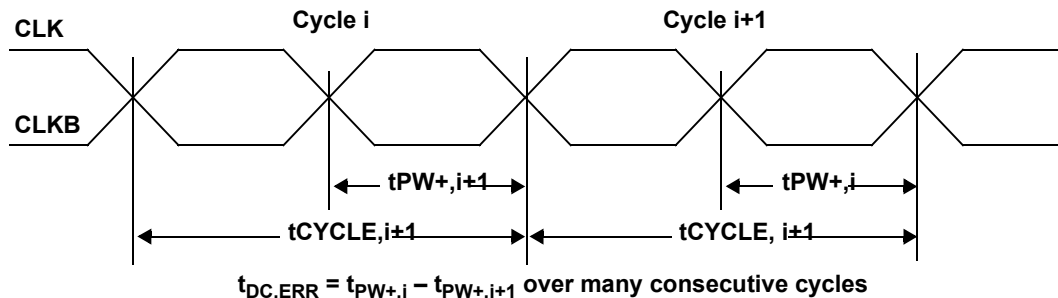 CLK
Cycle i
Cycle i+1
CLKB
tPW+,i+1
tPW+,i
tCYCLE,i+1
tCYCLE, i+1
tDC,ERR = tPW+,i – tPW+,i+1 over many consecutive cycles